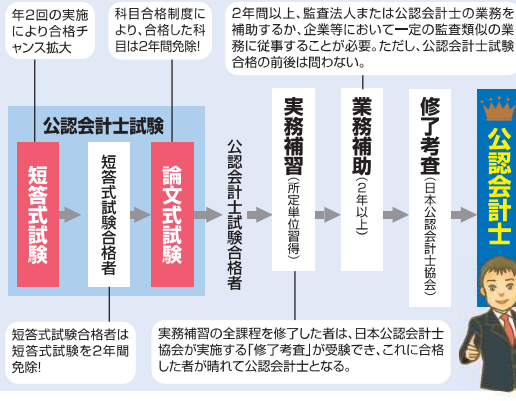 年2回の実施
により合格チ
ャンス拡大
科目合格制度に
より、合格した科
目は2年間免除!
2年間以上、監査法人または公認会計士の業務を
補助するか、企業等において一定の監査類似の業
務に従事することが必要。ただし、公認会計士試験
合格の前後は問わない。
公認会計士試験
短答式試験
短答式試験合格者
論文式試験
公認会計士試験合格者
実務補習(所定単位習得)
業務補助(2年以上)
修了考査(日本公認会計士協会)
公認会計士
短答式試験合格者は
短答式試験を2年間
免除!
実務補習の全課程を修了した者は、日本公認会計士
協会が実施する「修了考査」が受験でき、これに合格
した者が晴れて公認会計士となる。